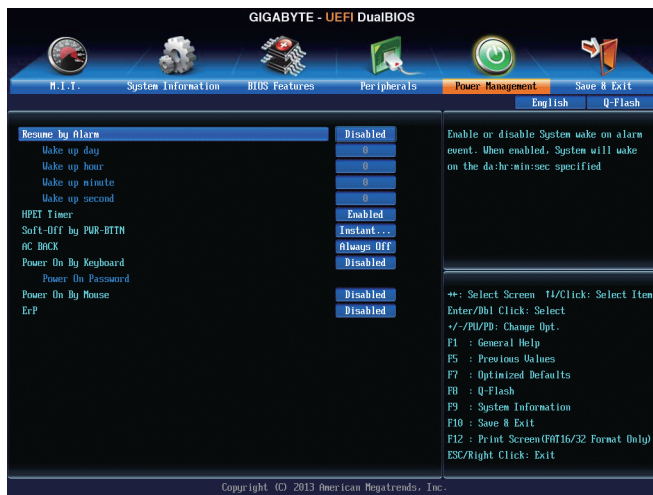 GIGABYTE - UEFI DualBIOS
M.I.T. System Information BIOS Features Peripherals Power Management Save & Exit
English Q-Flash
Resume by Alarm Disabled
Wake up day 0
Wake up hour 0
Wake up minute 0
Wake up second 0
HPET Timer Enabled
Soft-Off by PWR-BTTN Instant...
AC BACK Always Off
Power On By Keyboard Disabled
Power On Password
Power On By Mouse Disabled
ErP Disabled
Enable or disable System wake on alarm
event. When enabled, System will wake
on the da:hr:min:sec specified
→←: Select Screen ↑↓/Click: Select Item
Enter/Dbl Click: Select
+/-/PU/PD: Change Opt.
F1 : General Help
F5 : Previous Values
F7 : Optimized Defaults
F8 : Q-Flash
F9 : System Information
F10 : Save & Exit
F12 : Print Screen(FAT16/32 Format Only)
ESC/Right Click: Exit
Copyright (C) 2013 American Megatrends, Inc.